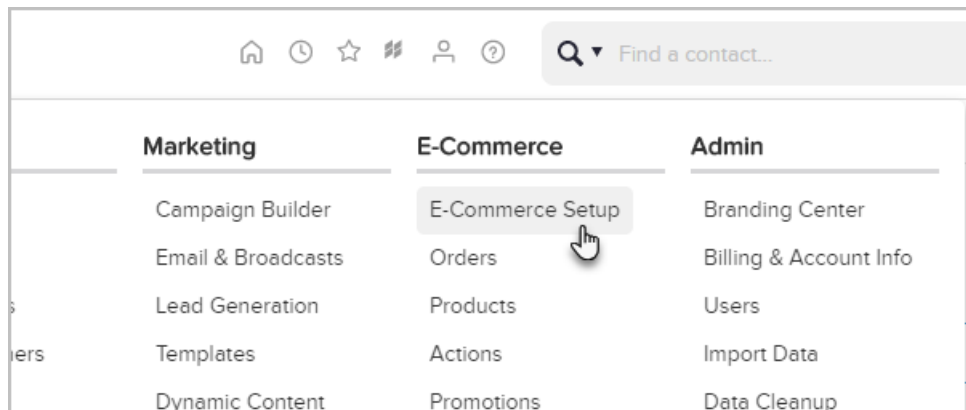 Find a contact...
Marketing
E-Commerce
Admin
Campaign Builder
E-Commerce Setup
Branding Center
Email & Broadcasts
Orders
Billing & Account Info
s
Lead Generation
Products
Users
ners
Templates
Actions
Import Data
Dynamic Content
Promotions
Data Cleanup